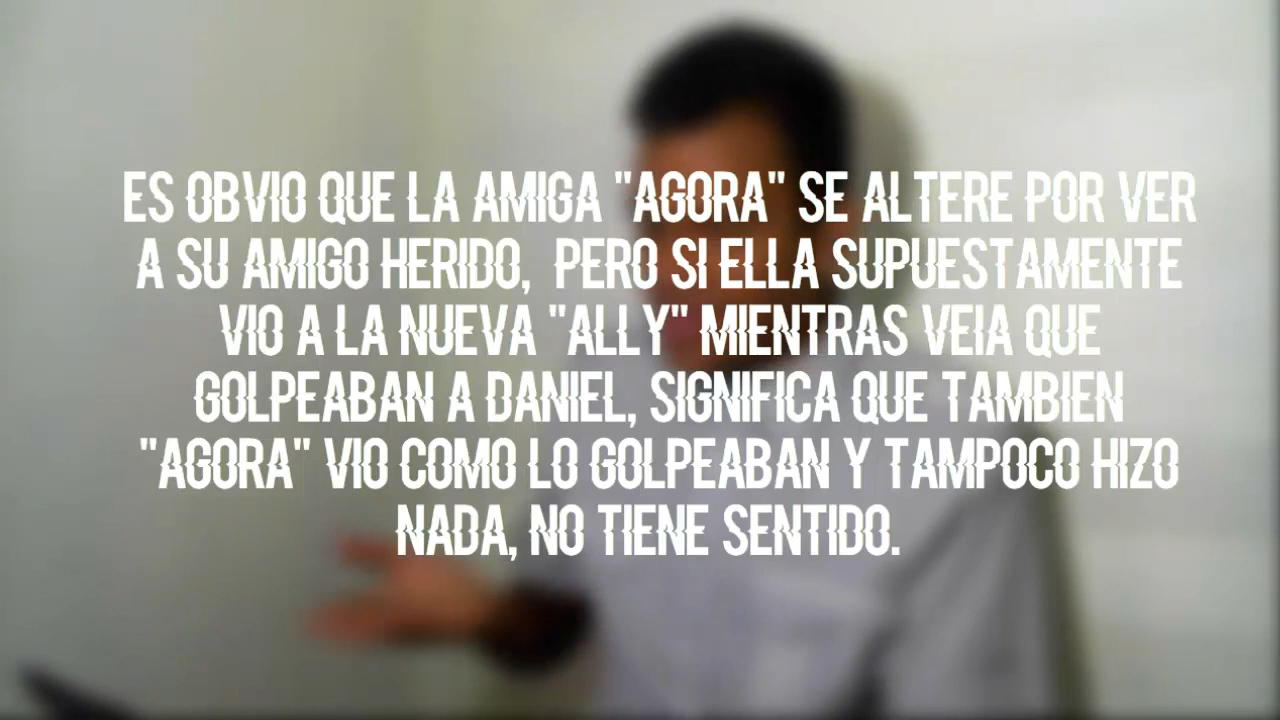 ES OBVIO QUE LA AMIGA "AGORA" SE ALTERE POR VER
A SU AMIGO HERIDO, PERO SI ELLA SUPUESTAMENTE
VIO A LA NUEVA "ALLY" MIENTRAS VEIA QUE
GOLPEABAN A DANIEL, SIGNIFICA QUE TAMBIEN
"AGORA" VIO COMO LO GOLPEABAN Y TAMPOCO HIZO
NADA, NO TIENE SENTIDO.